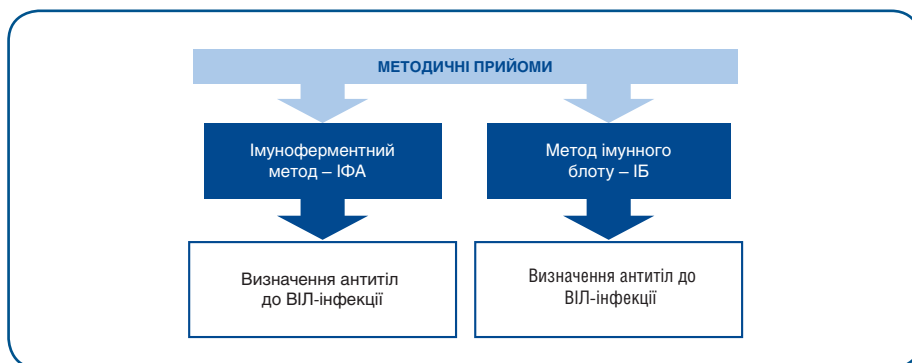 МЕТОДИЧНІ ПРИЙОМИ
Імуноферментний
метод – ІФА
Метод імунного
блоту – ІБ
Визначення антитіл
до ВІЛ-інфекції
Визначення антитіл до
ВІЛ-інфекції